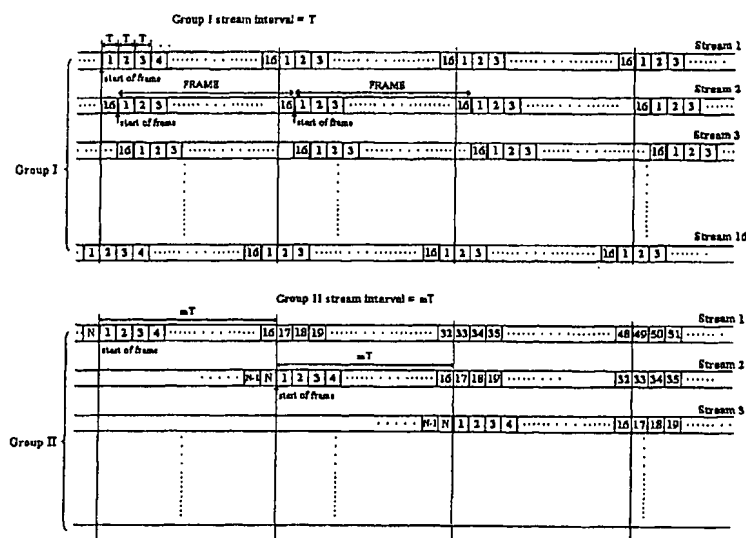 Group I stream interval = T
T T T
Stream 1
1 2 3 4 16 1 2 3 16 1 2 3 16 1 2 3
start of frame
FRAME FRAME
Stream 2
16 1 2 3 16 1 2 3 16 1 2 3 16 1 2 3
start of frame start of frame
Stream 3
16 1 2 3 16 1 2 3 16 1 2 3 16 1 2 3
Group I
Stream 16
1 2 3 4 16 1 2 3 16 1 2 3 16 1 2 3
Group II stream interval = mT
mT
Stream 1
N 1 2 3 4 16 17 18 19 32 33 34 35 48 49 50 51
start of frame
mT
Stream 2
N-1 N 1 2 3 4 16 17 18 19 32 33 34 35
start of frame
Stream 3
N-1 N 1 2 3 4 16 17 18 19
Group II